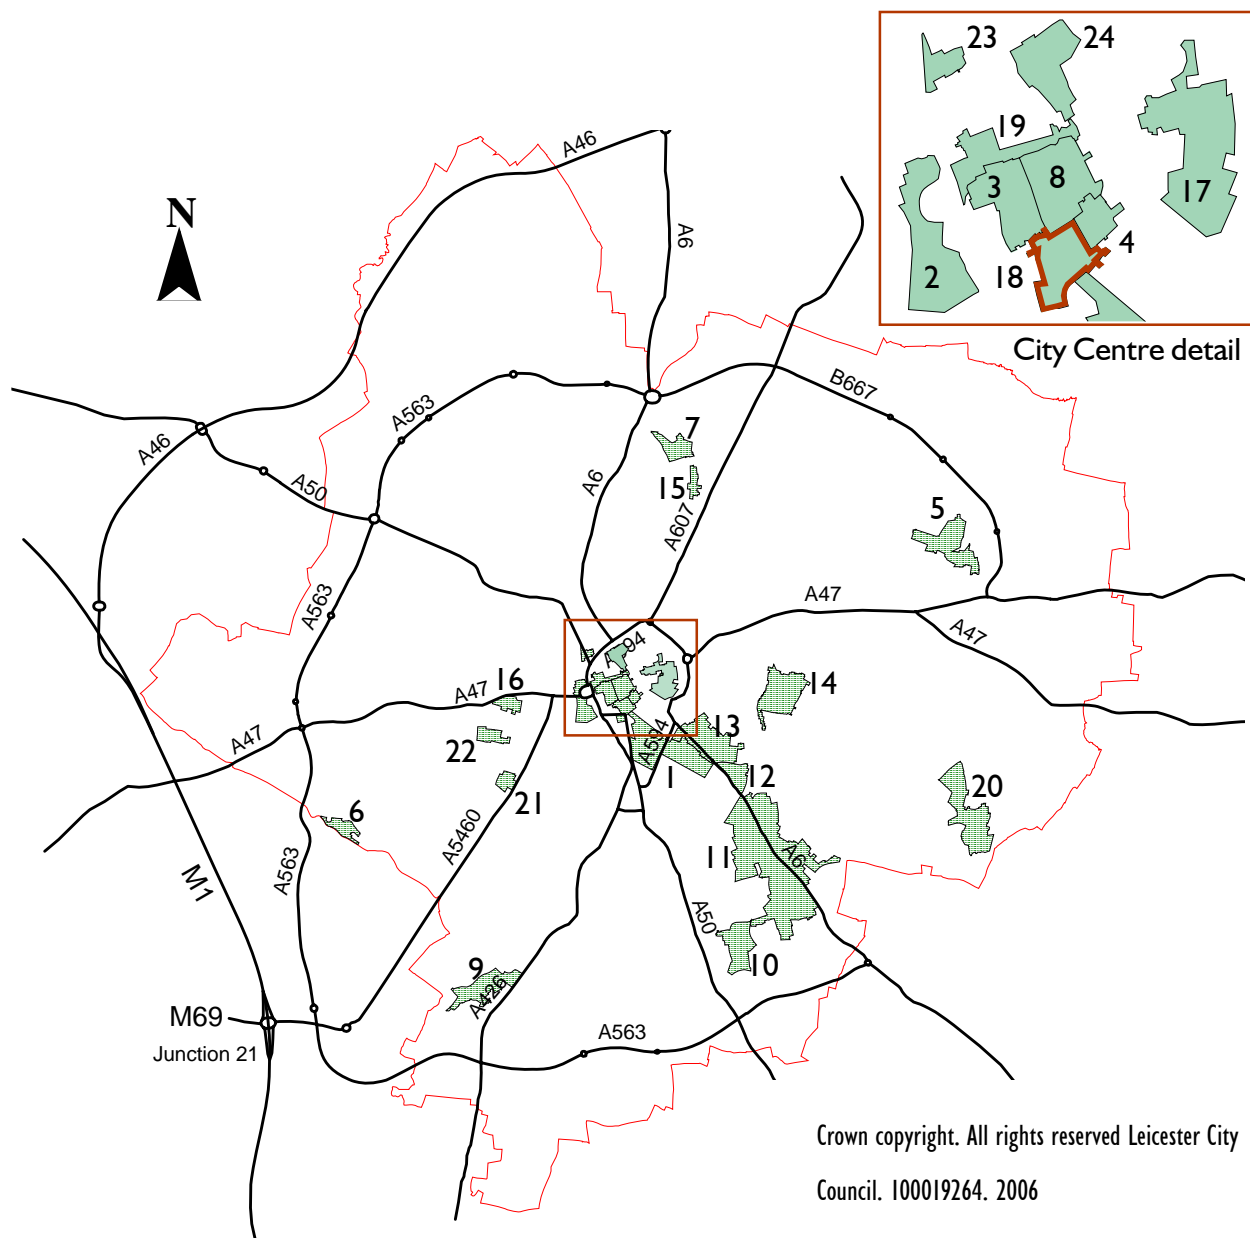 23
24
19
3
8
17
2
18
4
City Centre detail
N
A46
A6
A563
B667
A46
7
A6
A50
15
A607
5
A563
A47
A47
A594
16
A47
14
13
A47
22
A594
1
12
20
21
6
A5460
11
A6
A563
M1
A50
10
9
A426
M69
A563
Junction 21
Crown copyright. All rights reserved Leicester City
Council. 100019264. 2006